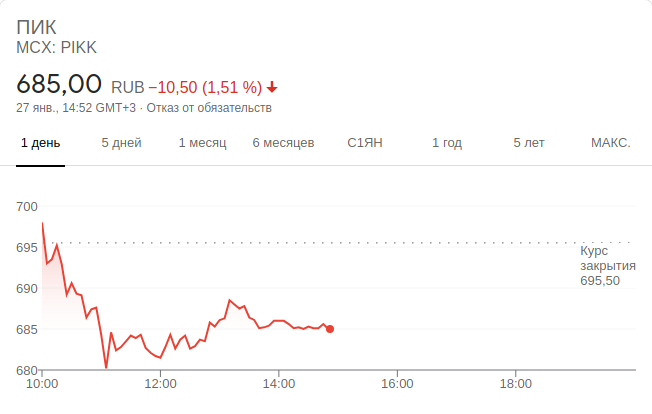 ПИК
MCX: PIKK
685,00 RUB −10,50 (1,51 %)
27 янв., 14:52 GMT+3 · Отказ от обязательств
1 день 5 дней 1 месяц 6 месяцев С1ЯН 1 год 5 лет МАКС.
700
695
Курс
закрытия
695,50
690
685
680
10:00 12:00 14:00 16:00 18:00